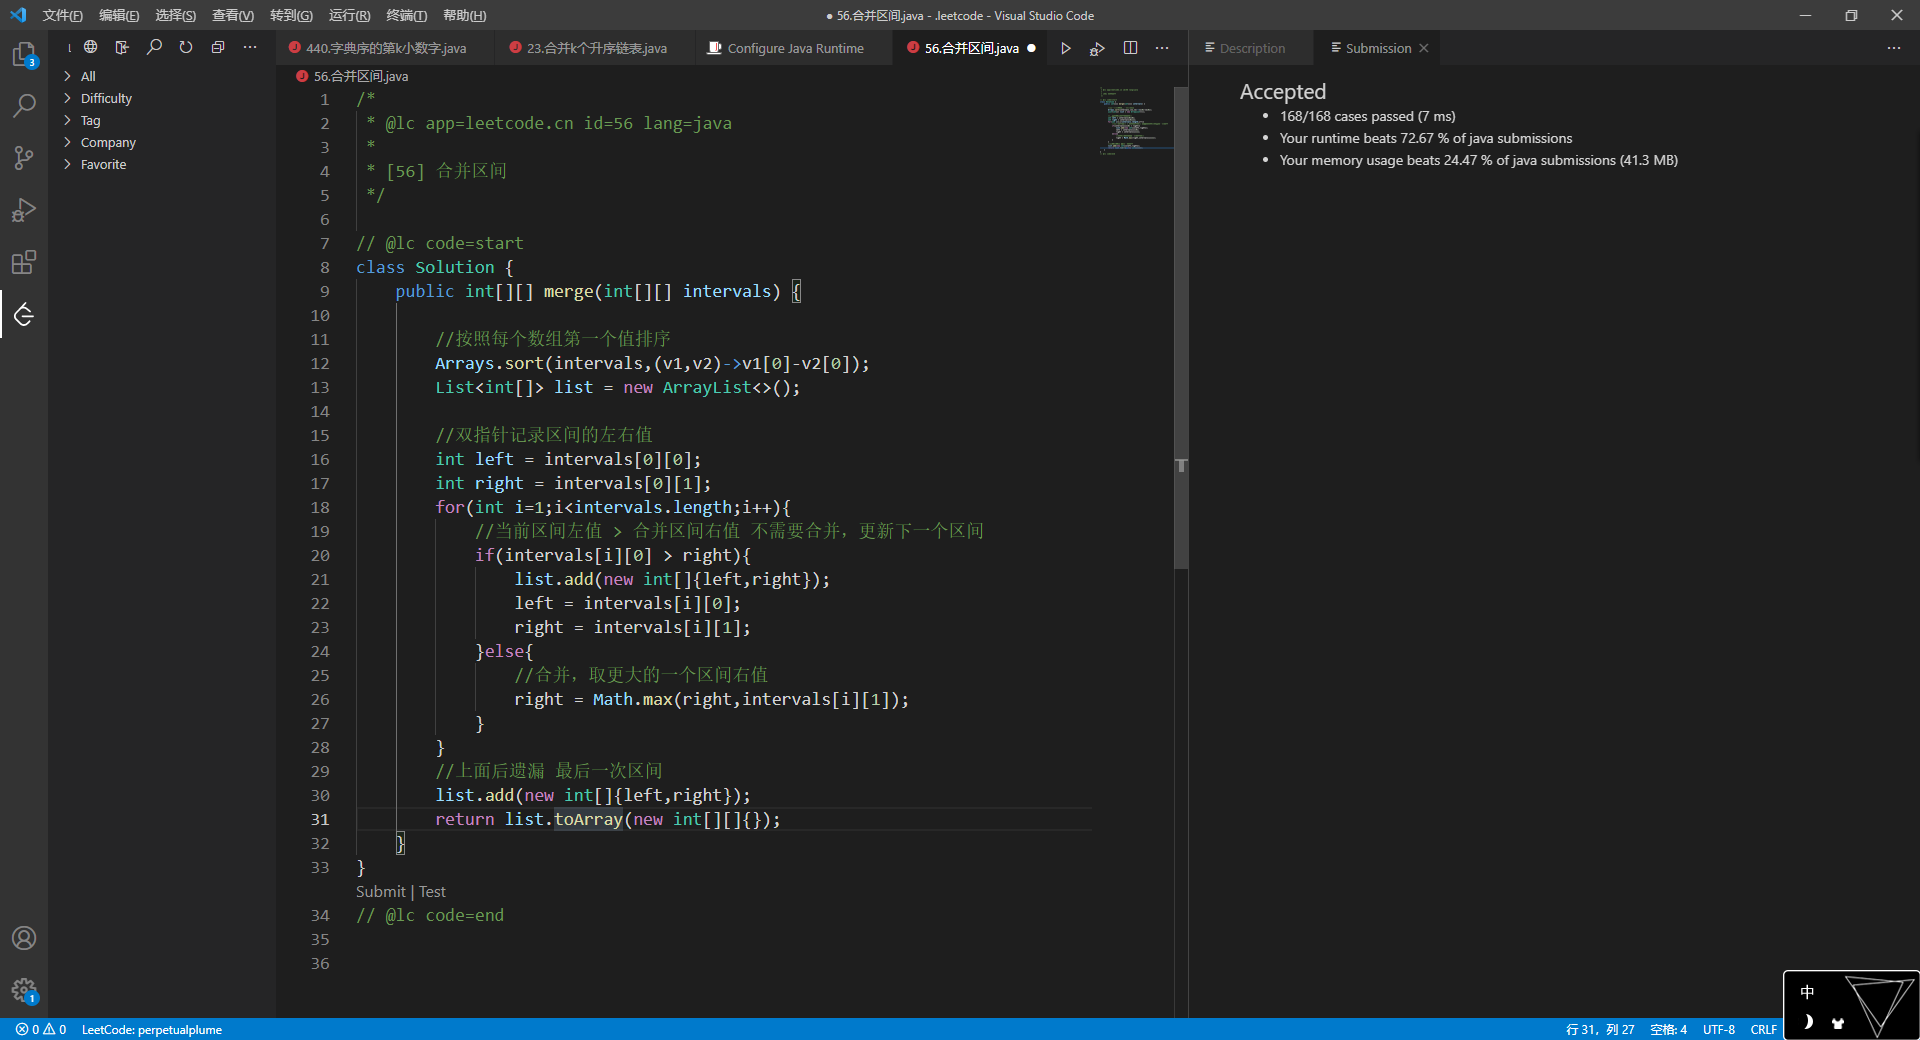 文件(F) 编辑(E) 选择(S) 查看(V) 转到(G) 运行(R) 终端(T) 帮助(H)
● 56.合并区间.java - .leetcode - Visual Studio Code
440.字典序的第k小数字.java
23.合并k个升序链表.java
Configure Java Runtime
56.合并区间.java ●
Description
Submission
3
All
Difficulty
Tag
Company
Favorite
56.合并区间.java
1 /*
2 * @lc app=leetcode.cn id=56 lang=java
3 *
4 * [56] 合并区间
5 */
6
7 // @lc code=start
8 class Solution {
9 public int[][] merge(int[][] intervals) {
10
11 //按照每个数组第一个值排序
12 Arrays.sort(intervals,(v1,v2)->v1[0]-v2[0]);
13 List<int[]> list = new ArrayList<>();
14
15 //双指针记录区间的左右值
16 int left = intervals[0][0];
17 int right = intervals[0][1];
18 for(int i=1;i<intervals.length;i++){
19 //当前区间左值 > 合并区间右值 不需要合并，更新下一个区间
20 if(intervals[i][0] > right){
21 list.add(new int[]{left,right});
22 left = intervals[i][0];
23 right = intervals[i][1];
24 }else{
25 //合并，取更大的一个区间右值
26 right = Math.max(right,intervals[i][1]);
27 }
28 }
29 //上面后遗漏 最后一次区间
30 list.add(new int[]{left,right});
31 return list.toArray(new int[][]{});
32 }
33 }
Submit | Test
34 // @lc code=end
35
36
Accepted
• 168/168 cases passed (7 ms)
• Your runtime beats 72.67 % of java submissions
• Your memory usage beats 24.47 % of java submissions (41.3 MB)
1
0 0 LeetCode: perpetualplume
行 31，列 27 空格: 4 UTF-8 CRLF
中